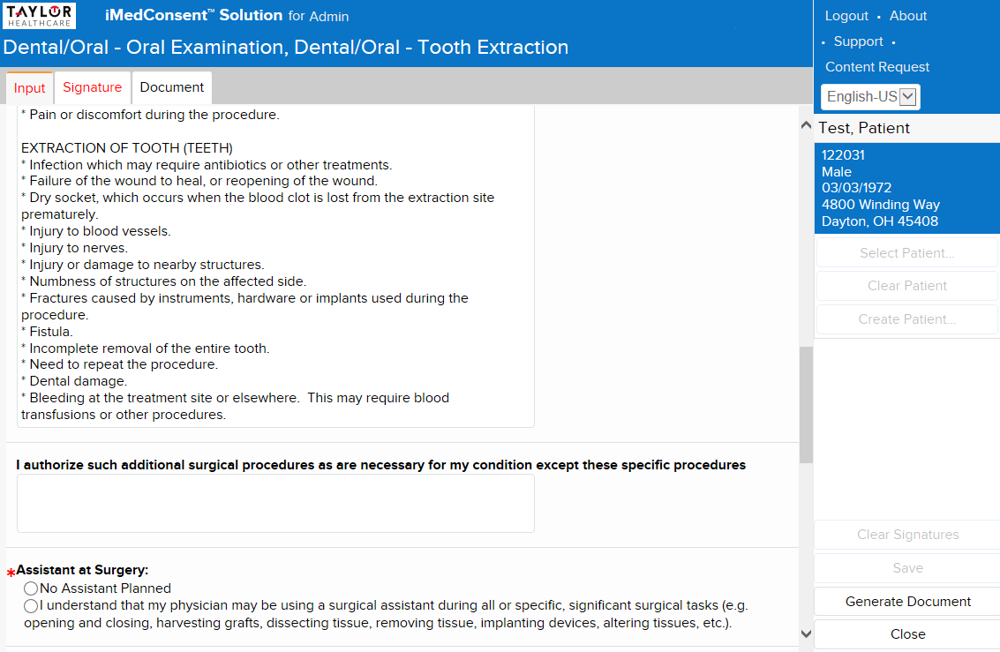 TAYLOR
HEALTHCARE
iMedConsent™ Solution for Admin
Dental/Oral - Oral Examination, Dental/Oral - Tooth Extraction
Logout • About
• Support •
Content Request
English-US
Input
Signature
Document
* Pain or discomfort during the procedure.
EXTRACTION OF TOOTH (TEETH)
* Infection which may require antibiotics or other treatments.
* Failure of the wound to heal, or reopening of the wound.
* Dry socket, which occurs when the blood clot is lost from the extraction site
prematurely.
* Injury to blood vessels.
* Injury to nerves.
* Injury or damage to nearby structures.
* Numbness of structures on the affected side.
* Fractures caused by instruments, hardware or implants used during the
procedure.
* Fistula.
* Incomplete removal of the entire tooth.
* Need to repeat the procedure.
* Dental damage.
* Bleeding at the treatment site or elsewhere.  This may require blood
transfusions or other procedures.
I authorize such additional surgical procedures as are necessary for my condition except these specific procedures
*Assistant at Surgery:
No Assistant Planned
I understand that my physician may be using a surgical assistant during all or specific, significant surgical tasks (e.g.
opening and closing, harvesting grafts, dissecting tissue, removing tissue, implanting devices, altering tissues, etc.).
Test, Patient
122031
Male
03/03/1972
4800 Winding Way
Dayton, OH 45408
Select Patient...
Clear Patient
Create Patient...
Clear Signatures
Save
Generate Document
Close